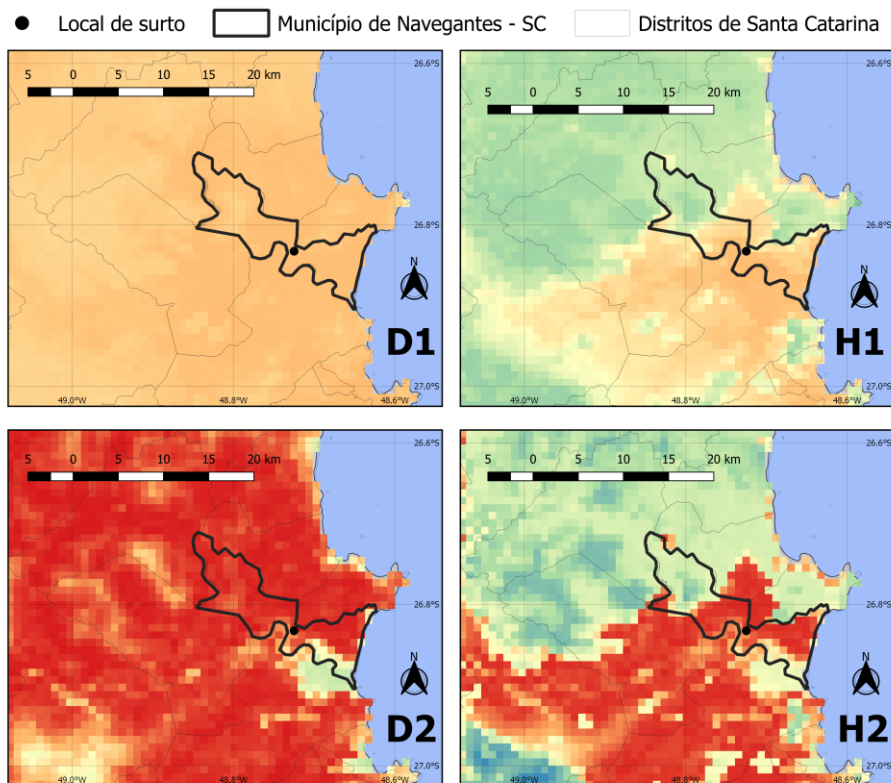 Local de surto Município de Navegantes - SC Distritos de Santa Catarina
5 0 5 10 15 20 km
26.6°S
26.8°S
N
D1
49.0°W 48.8°W 48.6°W
27.0°S
5 0 5 10 15 20 km
26.6°S
26.8°S
N
H1
49.0°W 48.8°W 48.6°W
27.0°S
5 0 5 10 15 20 km
26.6°S
26.8°S
N
D2
49.0°W 48.8°W 48.6°W
27.0°S
5 0 5 10 15 20 km
26.6°S
26.8°S
N
H2
49.0°W 48.8°W 48.6°W
27.0°S